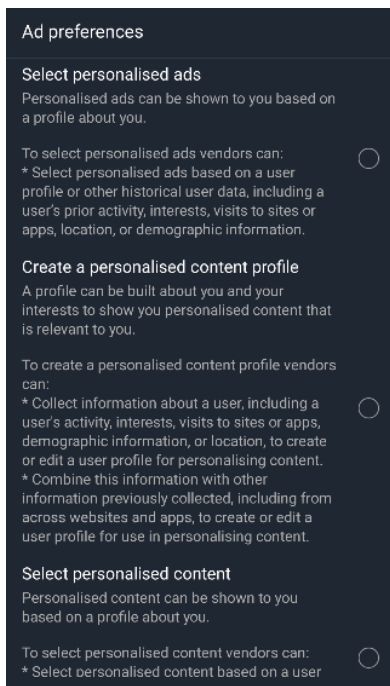 Ad preferences
Select personalised ads
Personalised ads can be shown to you based on
a profile about you.
To select personalised ads vendors can:
* Select personalised ads based on a user
profile or other historical user data, including a
user's prior activity, interests, visits to sites or
apps, location, or demographic information.
Create a personalised content profile
A profile can be built about you and your
interests to show you personalised content that
is relevant to you.
To create a personalised content profile vendors
can:
* Collect information about a user, including a
user's activity, interests, visits to sites or apps,
demographic information, or location, to create
or edit a user profile for personalising content.
* Combine this information with other
information previously collected, including from
across websites and apps, to create or edit a
user profile for use in personalising content.
Select personalised content
Personalised content can be shown to you
based on a profile about you.
To select personalised content vendors can:
* Select personalised content based on a user